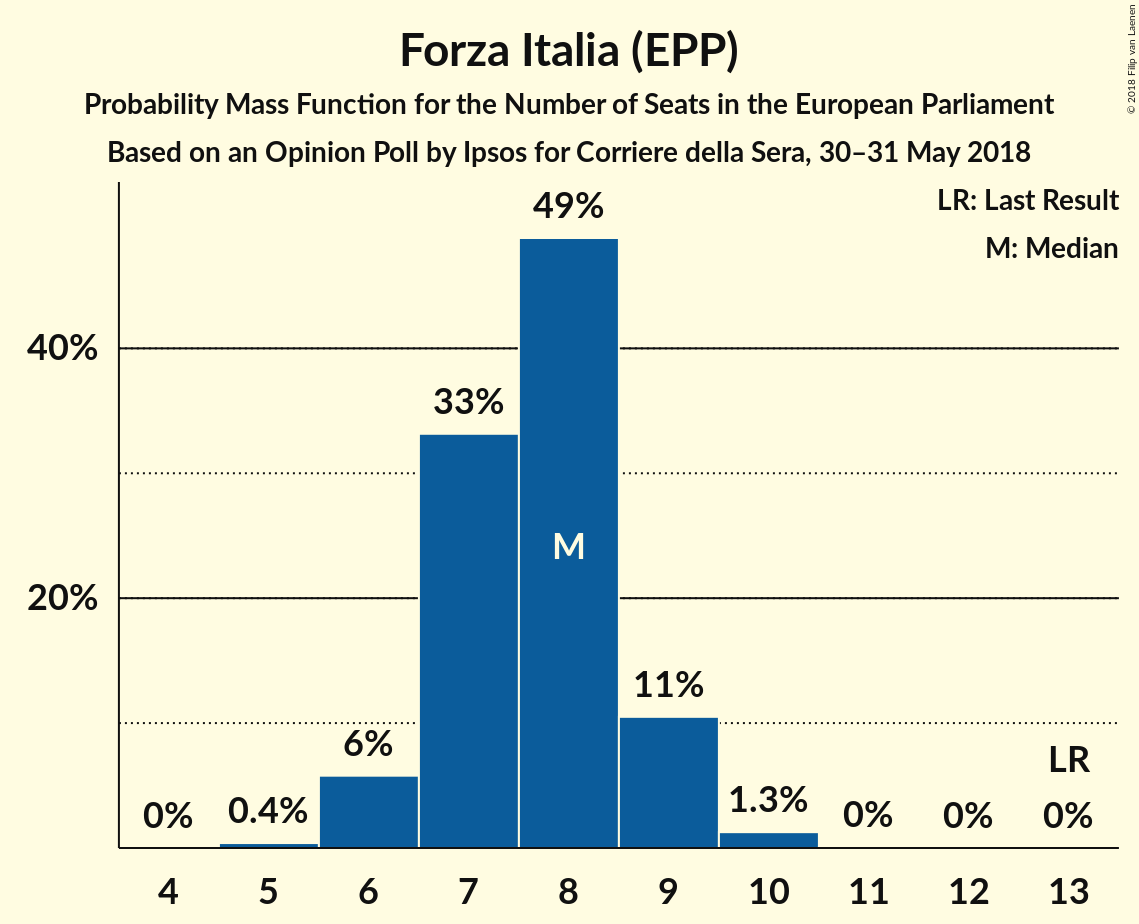 Forza Italia (EPP)
Probability Mass Function for the Number of Seats in the European Parliament
Based on an Opinion Poll by Ipsos for Corriere della Sera, 30–31 May 2018
© 2018 Filip van Laenen
LR: Last Result
M: Median
49%
40%
33%
M
20%
11%
6%
LR
0%
0.4%
1.3%
0%
0%
0%
4
5
6
7
8
9
10
11
12
13